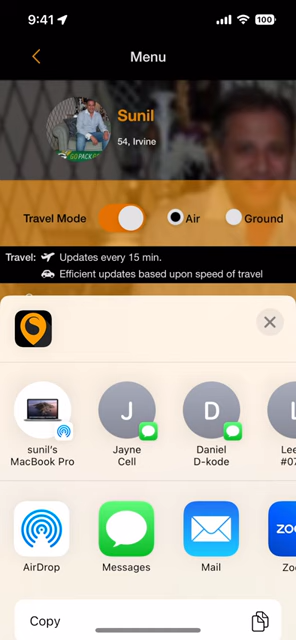 9:41
100
Menu
Sunil
54, Irvine
GO PACK GO
Travel Mode
Air
Ground
Travel:
Updates every 15 min.
Efficient updates based upon speed of travel
S
sunil's
MacBook Pro
J
Jayne
Cell
D
Daniel
D-kode
L
Lee
#07
AirDrop
Messages
Mail
zoo
Zoo
Copy